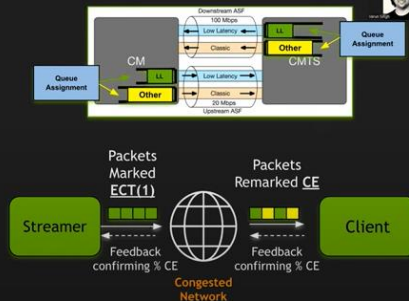 Downstream ASF
100 Mbps
Low Latency
Classic
LL
Other
Queue
Assignment
CM
CMTS
Queue
Assignment
LL
Other
Low Latency
Classic
20 Mbps
Upstream ASF
Packets
Marked
ECT(1)
Packets
Remarked CE
Streamer
Client
Feedback
confirming % CE
Feedback
confirming % CE
Congested
Network